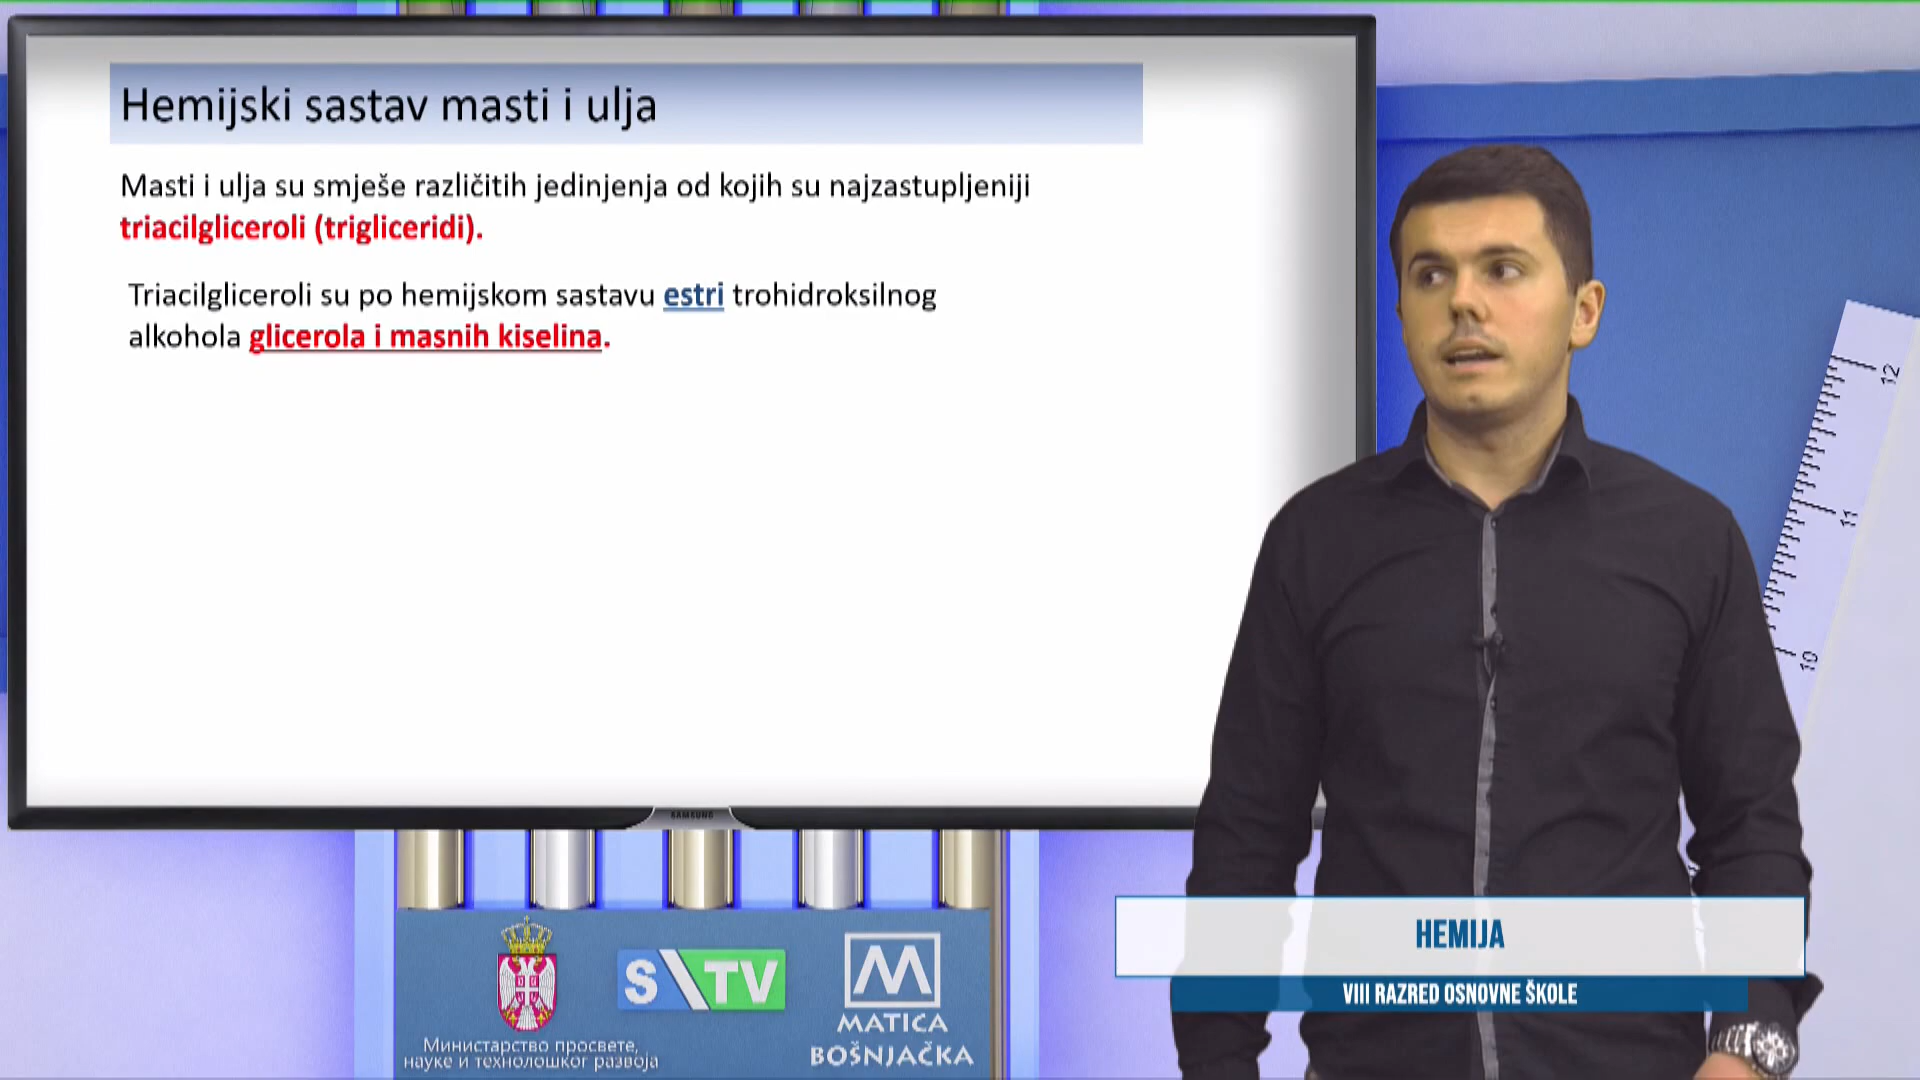 Hemijski sastav masti i ulja
Masti i ulja su smješe različitih jedinjenja od kojih su najzastupljeniji
triacilgliceroli (trigliceridi).
Triacilgliceroli su po hemijskom sastavu estri trohidroksilnog
alkohola glicerola i masnih kiselina.
12
11
10
SAMSUNG
HEMIJA
VIII RAZRED OSNOVNE ŠKOLE
Министарство просвете,
науке и технолошког развоја
S TV
MATICA
BOŠNJAČKA